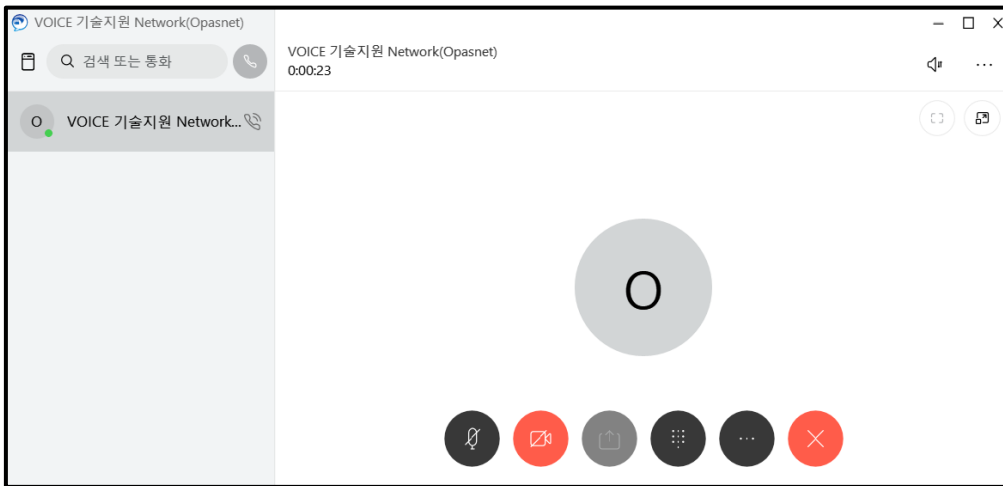 VOICE 기술지원 Network(Opasnet)
검색 또는 통화
O
VOICE 기술지원 Network...
VOICE 기술지원 Network(Opasnet)
0:00:23
O